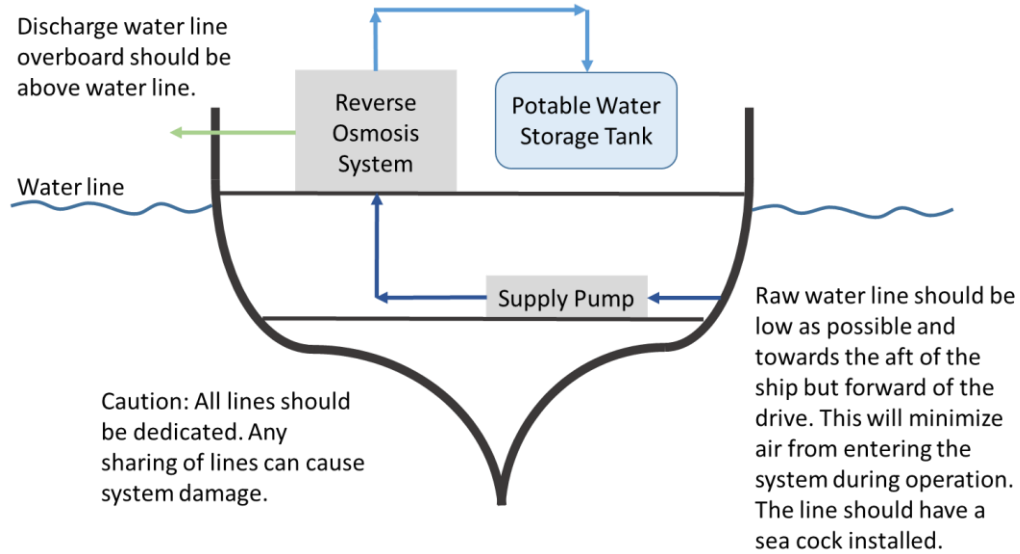 Discharge water line
overboard should be
above water line.
Reverse
Osmosis
System
Potable Water
Storage Tank
Water line
Supply Pump
Raw water line should be
low as possible and
towards the aft of the
ship but forward of the
drive. This will minimize
air from entering the
system during operation.
The line should have a
sea cock installed.
Caution: All lines should
be dedicated. Any
sharing of lines can cause
system damage.